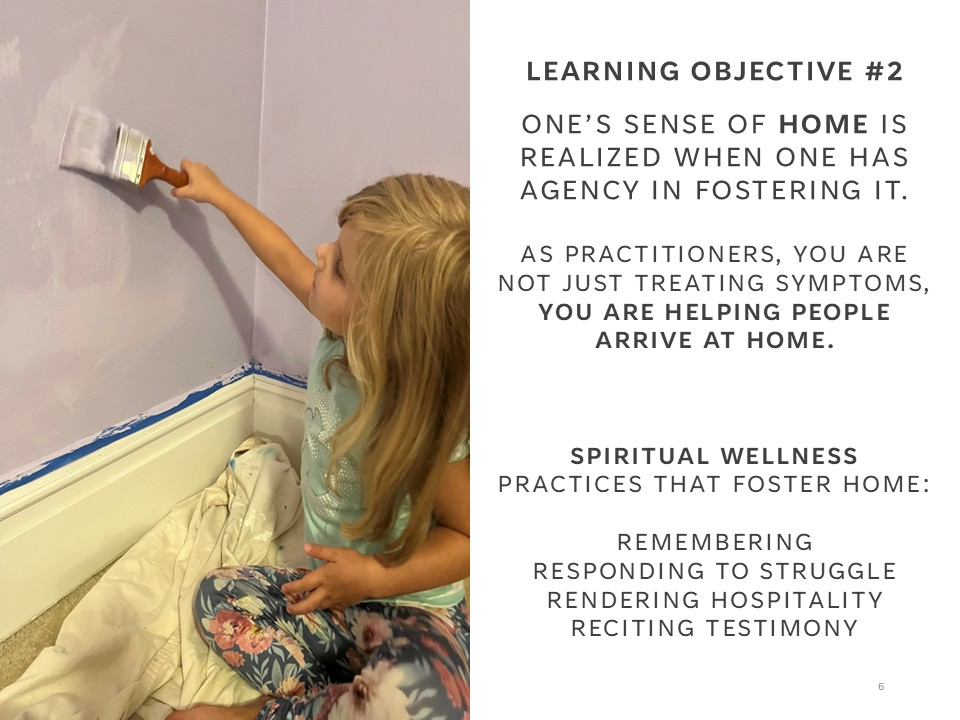 LEARNING OBJECTIVE #2
ONE’S SENSE OF HOME IS
REALIZED WHEN ONE HAS
AGENCY IN FOSTERING IT.
AS PRACTITIONERS, YOU ARE
NOT JUST TREATING SYMPTOMS,
YOU ARE HELPING PEOPLE
ARRIVE AT HOME.
SPIRITUAL WELLNESS
PRACTICES THAT FOSTER HOME:
REMEMBERING
RESPONDING TO STRUGGLE
RENDERING HOSPITALITY
RECITING TESTIMONY
6